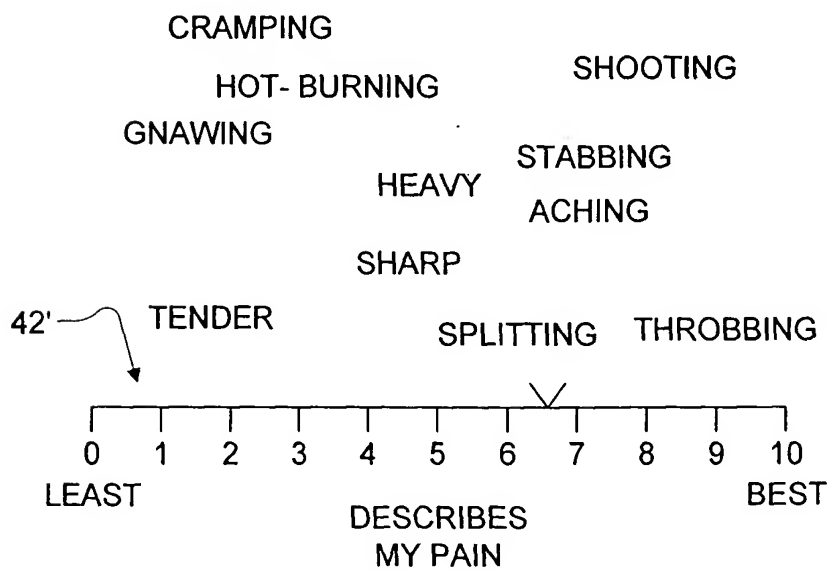 CRAMPING
SHOOTING
HOT- BURNING
GNAWING
STABBING
HEAVY
ACHING
SHARP
42'
TENDER
SPLITTING
THROBBING
0 1 2 3 4 5 6 7 8 9 10
LEAST
BEST
DESCRIBES
MY PAIN